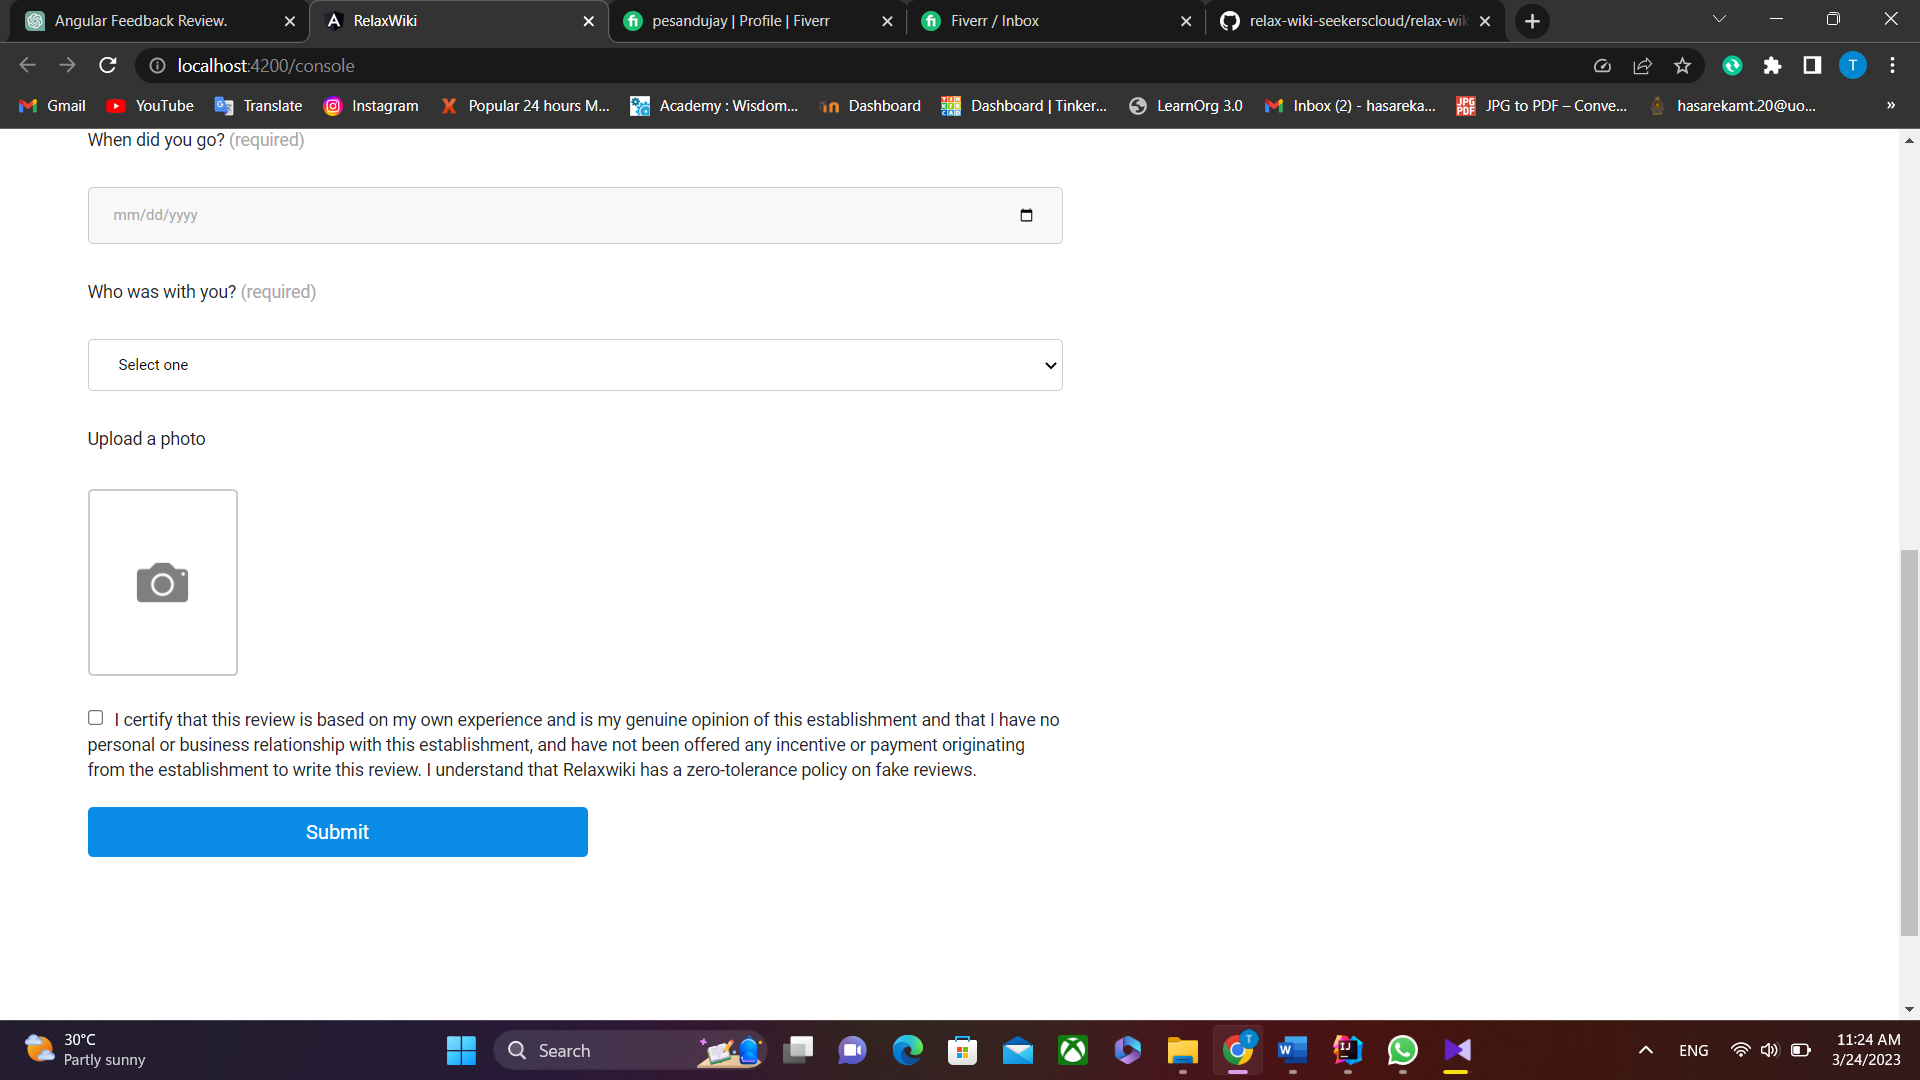 Angular Feedback Review.
RelaxWiki
pesandujay | Profile | Fiverr
Fiverr / Inbox
relax-wiki-seekerscloud/relax-wik
localhost:4200/console
T
Gmail
YouTube
Translate
Instagram
Popular 24 hours M...
Academy : Wisdom...
Dashboard
Dashboard | Tinker...
LearnOrg 3.0
Inbox (2) - hasareka...
JPG to PDF – Conve...
hasarekamt.20@uo...
»
When did you go? (required)
mm/dd/yyyy
Who was with you? (required)
Select one
Upload a photo
I certify that this review is based on my own experience and is my genuine opinion of this establishment and that I have no
personal or business relationship with this establishment, and have not been offered any incentive or payment originating
from the establishment to write this review. I understand that Relaxwiki has a zero-tolerance policy on fake reviews.
Submit
30°C
Partly sunny
Search
ENG
11:24 AM
3/24/2023